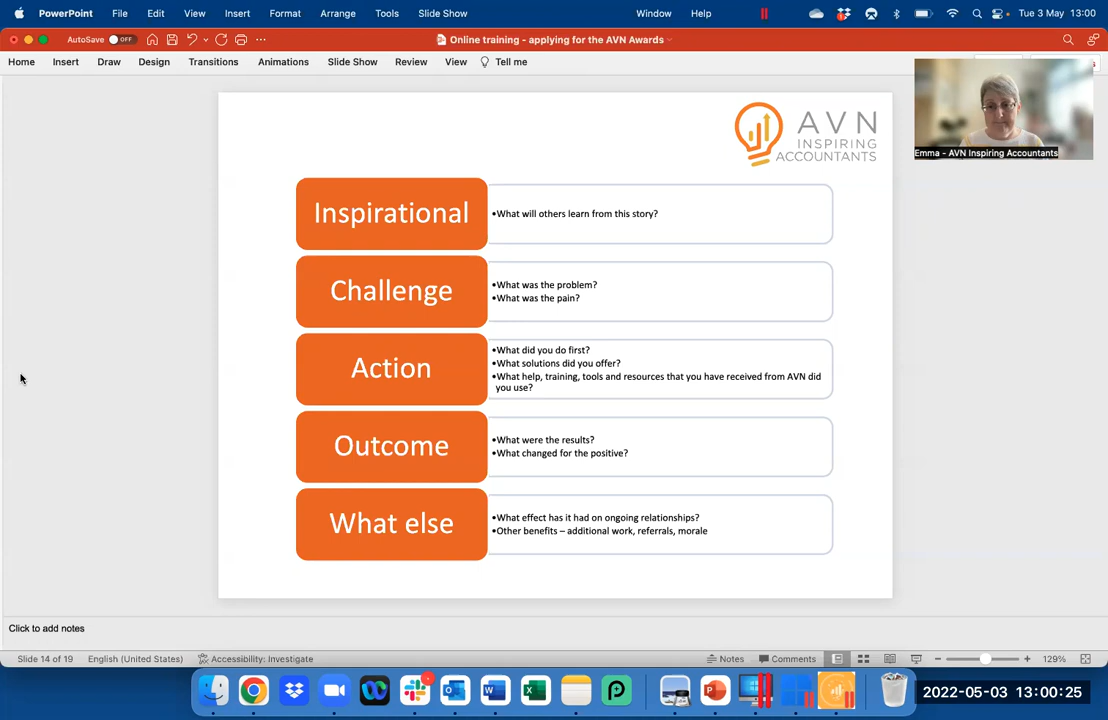 PowerPoint File Edit View Insert Format Arrange Tools Slide Show Window Help Tue 3 May 13:00
AutoSave OFF Online training - applying for the AVN Awards
Home Insert Draw Design Transitions Animations Slide Show Review View Tell me
AVN
INSPIRING
ACCOUNTANTS
Emma - AVN Inspiring Accountants
Inspirational
•What will others learn from this story?
Challenge
•What was the problem?
•What was the pain?
Action
•What did you do first?
•What solutions did you offer?
•What help, training, tools and resources that you have received from AVN did
you use?
Outcome
•What were the results?
•What changed for the positive?
What else
•What effect has it had on ongoing relationships?
•Other benefits – additional work, referrals, morale
Click to add notes
Slide 14 of 19 English (United States) Accessibility: Investigate Notes Comments 129%
2022-05-03 13:00:25